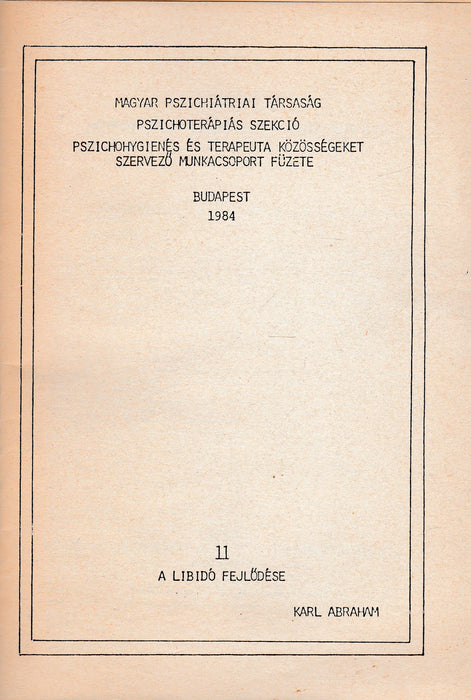 MAGYAR PSZICHIÁTRIAI TÁRSASÁG
PSZICHOTERÁPIÁS SZEKCIÓ
PSZICHOHYGIENÉS ÉS TERAPEUTA KÖZÖSSÉGEKET
SZERVEZŐ MUNKACSOPORT FÜZETE
BUDAPEST
1984
11
A LIBIDÓ FEJLŐDÉSE
KARL ABRAHAM